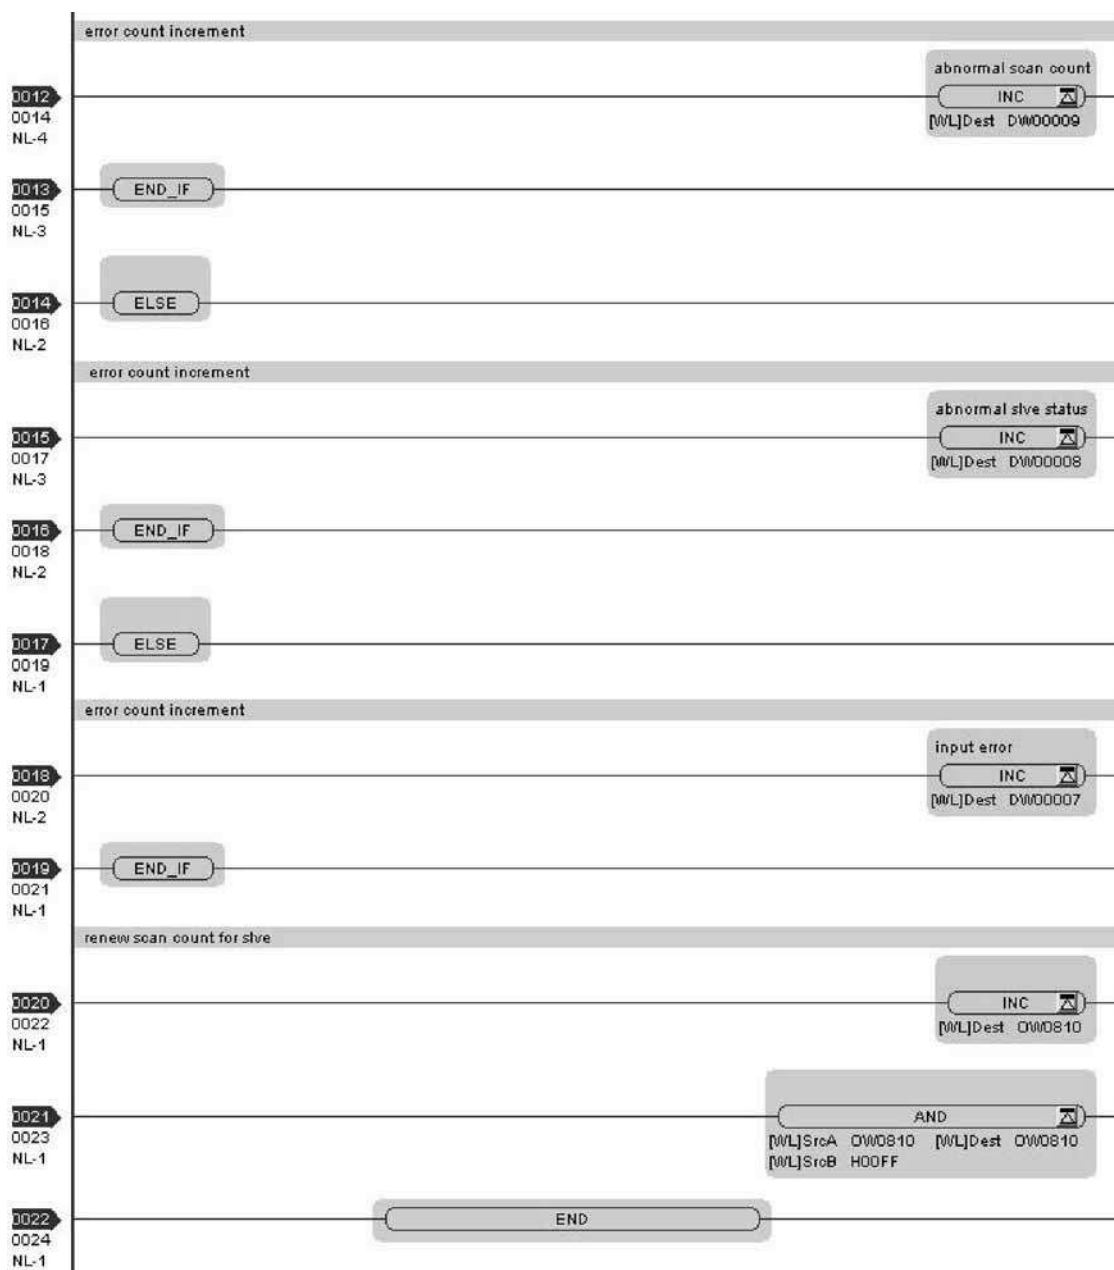 error count increment
abnormal scan count
0012
INC
0014
[WL]Dest DW00009
NL-4
0013
END_IF
0015
NL-3
0014
ELSE
0016
NL-2
error count increment
abnormal slve status
0015
INC
0017
[WL]Dest DW00008
NL-3
0016
END_IF
0018
NL-2
0017
ELSE
0019
NL-1
error count increment
input error
0018
INC
0020
[WL]Dest DW00007
NL-2
0019
END_IF
0021
NL-1
renew scan count for slve
0020
INC
0022
[WL]Dest OW0810
NL-1
0021
AND
0023
[WL]SrcA OW0810 [WL]Dest OW0810
NL-1
[WL]SrcB H00FF
0022
END
0024
NL-1